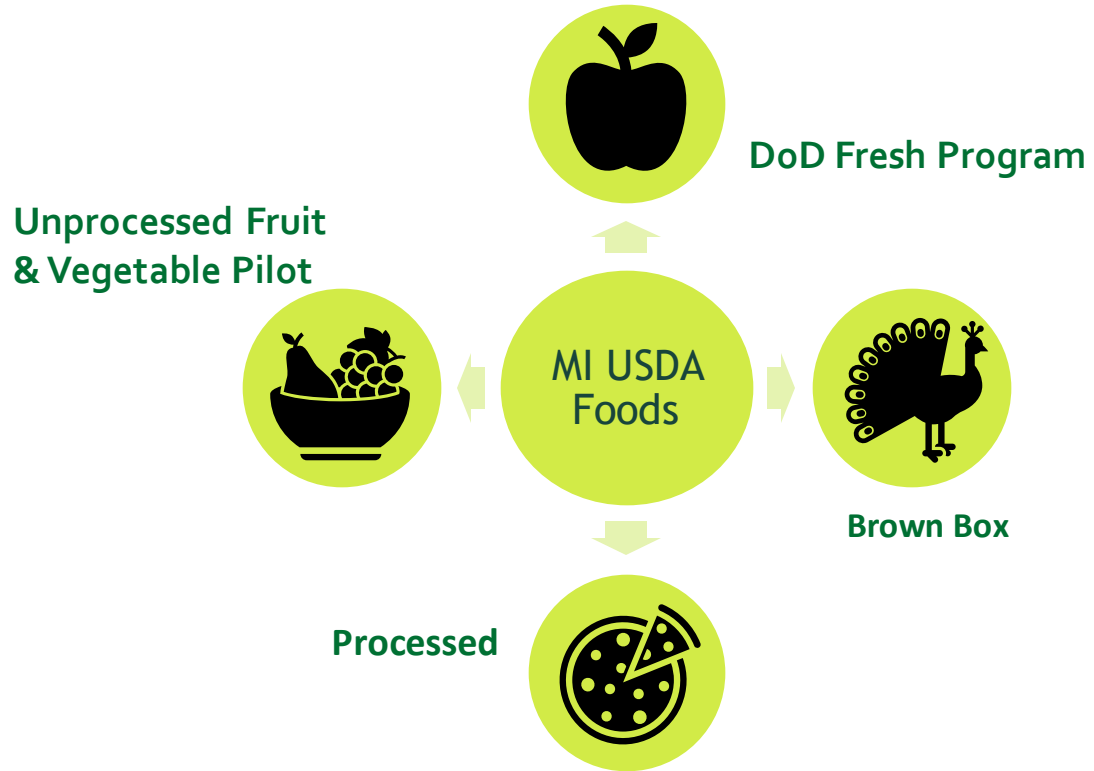 DoD Fresh Program
Unprocessed Fruit
& Vegetable Pilot
MI USDA
Foods
Brown Box
Processed